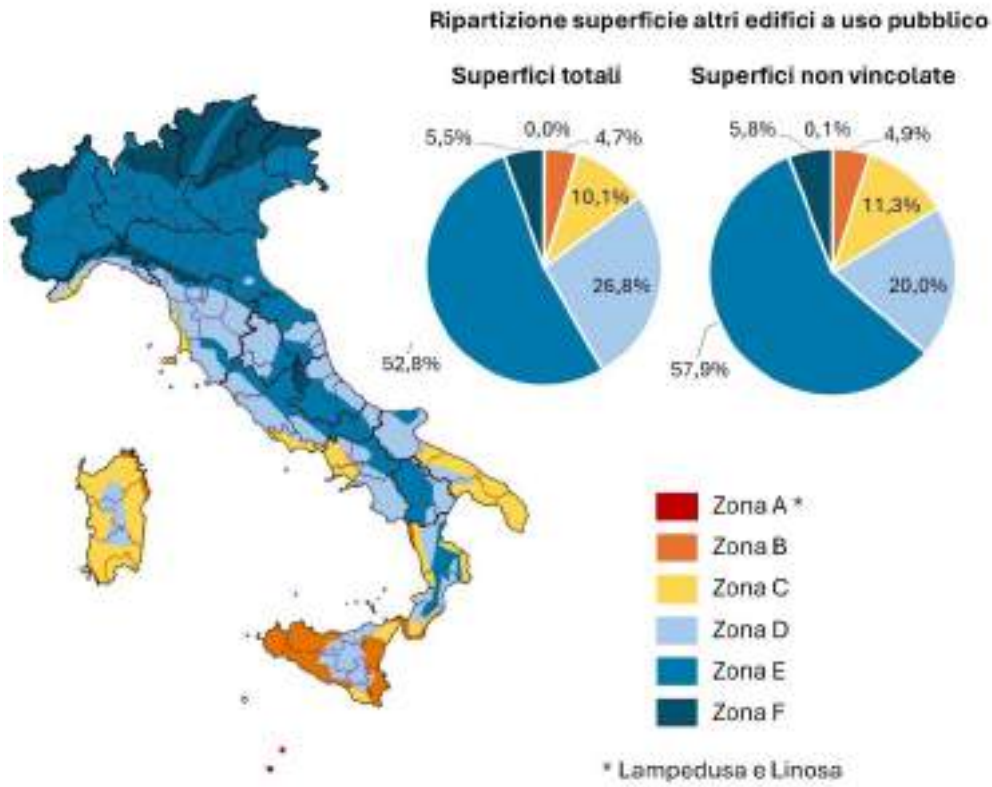 Ripartizione superficie altri edifici a uso pubblico
Superfici totali
Superfici non vincolate
5,5%
0,0%
4,7%
10,1%
26,8%
52,8%
5,8%
0,1%
4,9%
11,3%
20,0%
57,9%
Zona A *
Zona B
Zona C
Zona D
Zona E
Zona F
* Lampedusa e Linosa